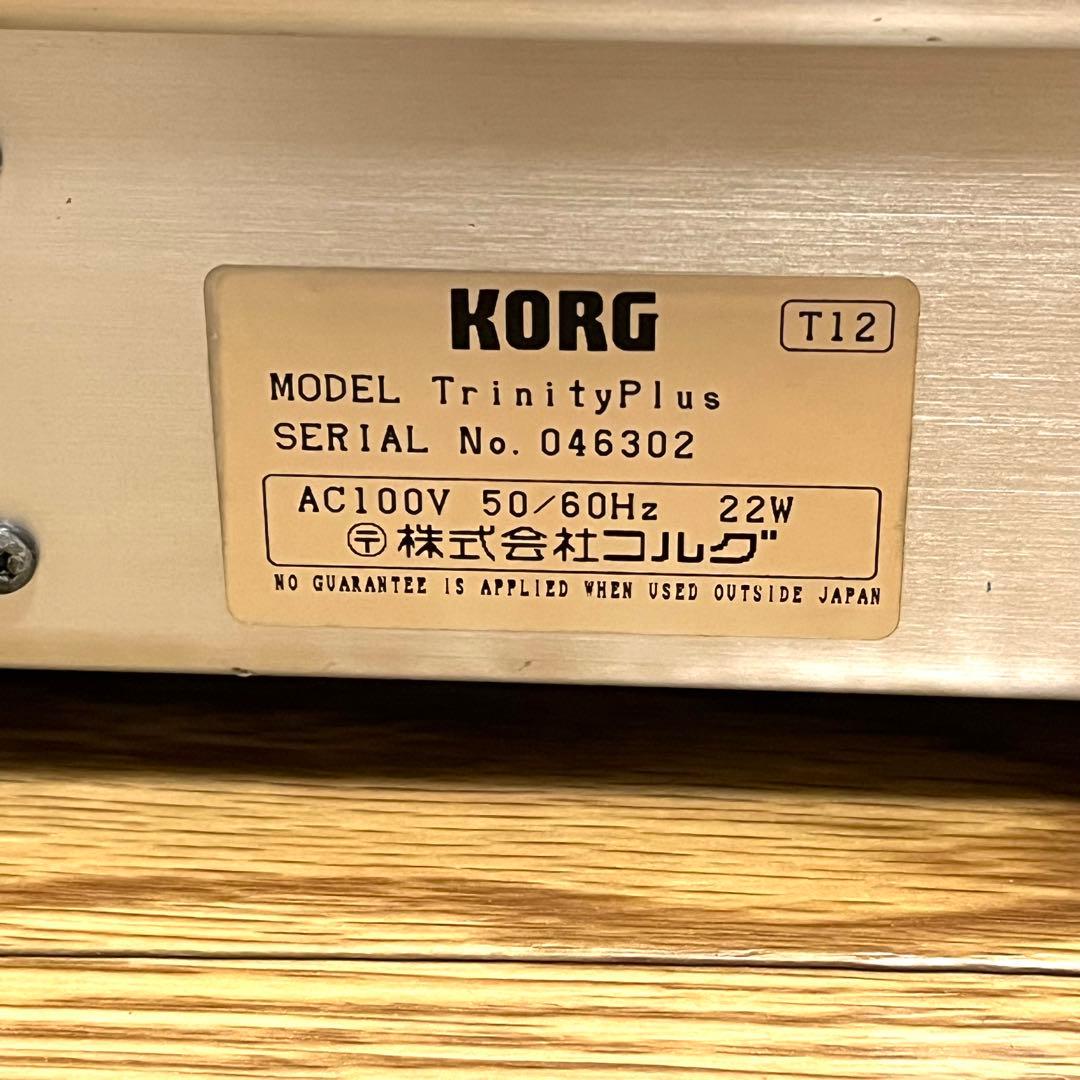 KORG
T12
MODEL TrinityPlus
SERIAL No. 046302
AC100V 50/60Hz 22W
〶株式会社コルグ
NO GUARANTEE IS APPLIED WHEN USED OUTSIDE JAPAN